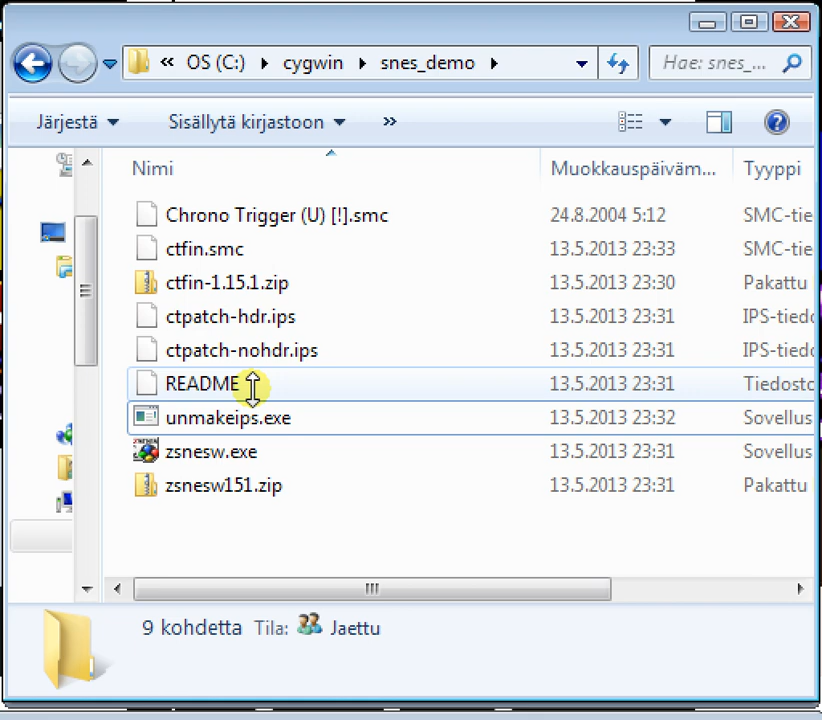 « OS (C:) cygwin snes_demo Hae: snes_...
Järjestä Sisällytä kirjastoon »
Nimi Muokkauspäiväm... Tyyppi
Chrono Trigger (U) [!].smc 24.8.2004 5:12 SMC-tie
ctfin.smc 13.5.2013 23:33 SMC-tie
ctfin-1.15.1.zip 13.5.2013 23:30 Pakattu
ctpatch-hdr.ips 13.5.2013 23:31 IPS-tiedo
ctpatch-nohdr.ips 13.5.2013 23:31 IPS-tiedo
README 13.5.2013 23:31 Tiedosto
unmakeips.exe 13.5.2013 23:32 Sovellus
zsnesw.exe 13.5.2013 23:31 Sovellus
zsnesw151.zip 13.5.2013 23:31 Pakattu
9 kohdetta Tila: Jaettu